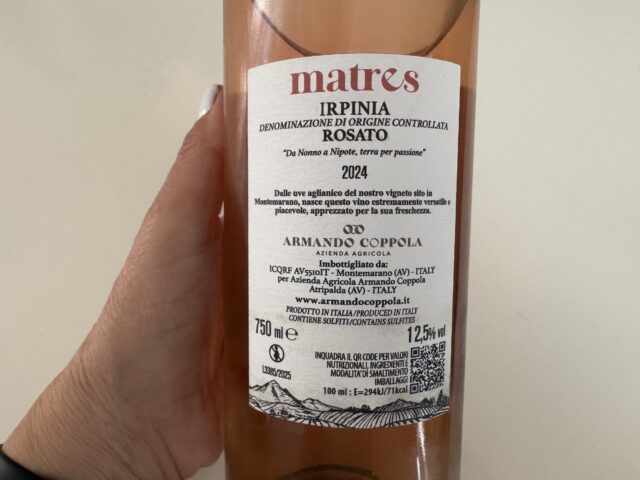 matres
IRPINIA
DENOMINAZIONE DI ORIGINE CONTROLLATA
ROSATO
"Da Nonno a Nipote, terra per passione"
2024
Dalle uve aglianico del nostro vigneto sito in
Montemarano, nasce questo vino estremamente versatile e
piacevole, apprezzato per la sua freschezza.
ARMANDO COPPOLA
AZIENDA AGRICOLA
Imbottigliato da:
ICQRF AV5510IT - Montemarano (AV) - ITALY
per Azienda Agricola Armando Coppola
Atripalda (AV) - ITALY
www.armandocoppola.it
PRODOTTO IN ITALIA/PRODUCED IN ITALY
CONTIENE SOLFITI/CONTAINS SULFITES
750 ml e
12,5% vol
L3385/2025
INQUADRA IL QR CODE PER VALORI
NUTRIZIONALI, INGREDIENTI E
MODALITA' DI SMALTIMENTO
IMBALLAGGI
100 ml : E=294kJ/71kcal